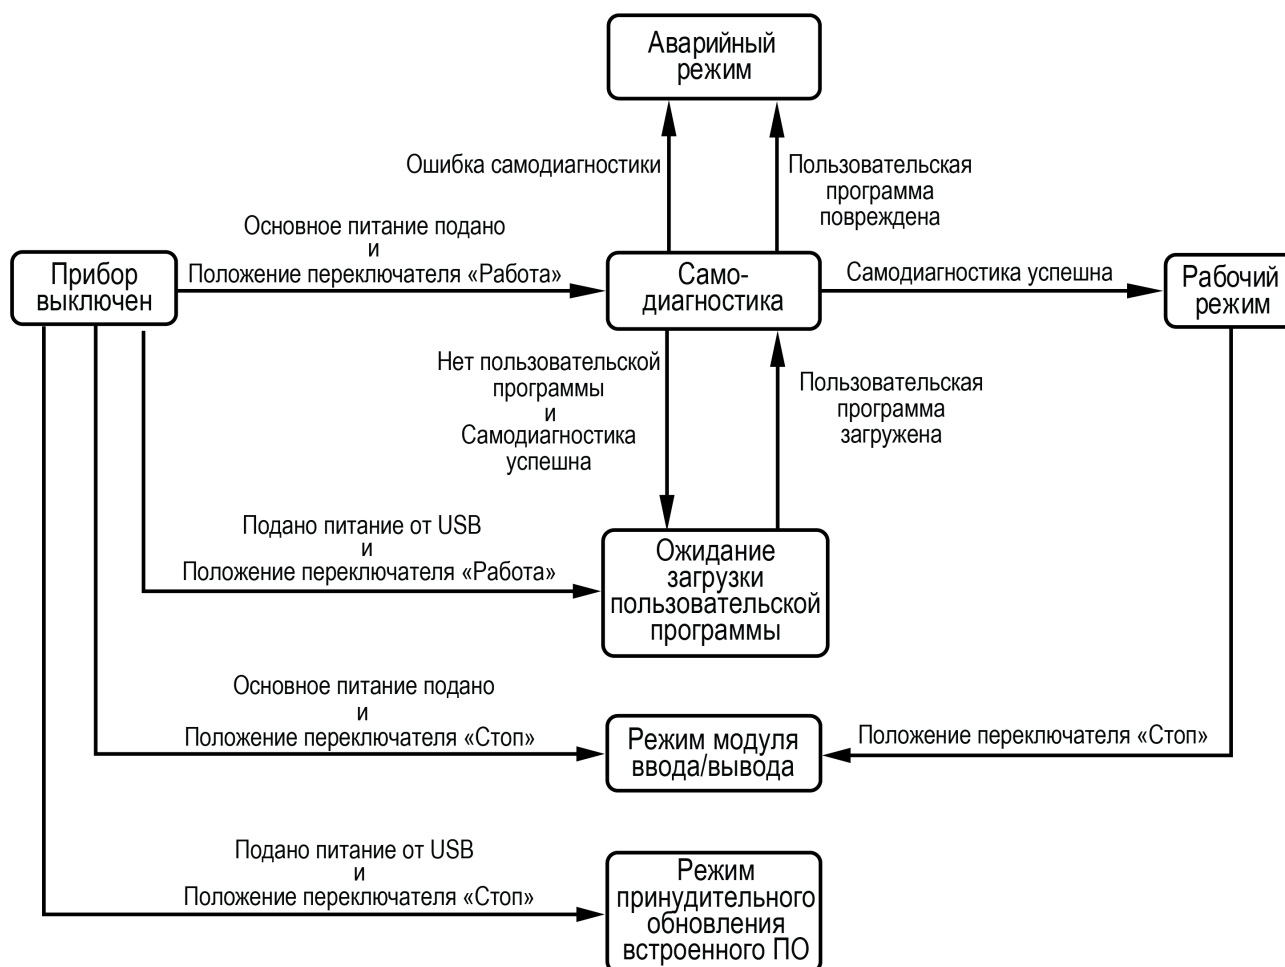 Аварийный
режим
Ошибка самодиагностики
Пользовательская
программа
повреждена
Основное питание подано
и
Положение переключателя «Работа»
Прибор
выключен
Само-
диагностика
Самодиагностика успешна
Рабочий
режим
Нет пользовательской
программы
и
Самодиагностика
успешна
Пользовательская
программа
загружена
Подано питание от USB
и
Положение переключателя «Работа»
Ожидание
загрузки
пользовательской
программы
Основное питание подано
и
Положение переключателя «Стоп»
Режим модуля
ввода/вывода
Положение переключателя «Стоп»
Подано питание от USB
и
Положение переключателя «Стоп»
Режим
принудительного
обновления
встроенного ПО